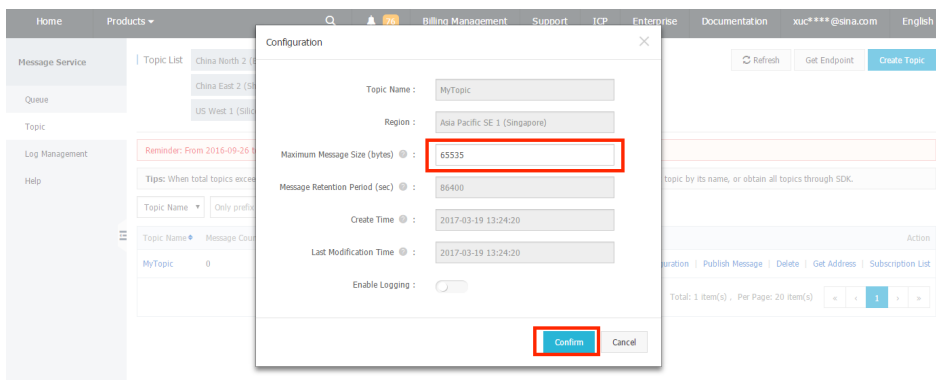 Home Products 26 Billing Management Support ICP Enterprise Documentation xuc****@sina.com English
Configuration
Message Service
Topic List China North 2 (
Refresh Get Endpoint Create Topic
China East 2 (Sh
US West 1 (Silic
Queue
Topic
Log Management
Help
Topic Name : MyTopic
Region : Asia Pacific SE 1 (Singapore)
Reminder: From 2016-09-26
Maximum Message Size (bytes) : 65535
Tips: When total topics excee
topic by its name, or obtain all topics through SDK.
Message Retention Period (sec) : 86400
Topic Name Only prefix
Create Time : 2017-03-19 13:24:20
Topic Name Message Coun
Action
Last Modification Time : 2017-03-19 13:24:20
MyTopic 0
uration | Publish Message | Delete | Get Address | Subscription List
Enable Logging :
Total: 1 item(s) , Per Page: 20 item(s) « ‹ 1 › »
Confirm Cancel